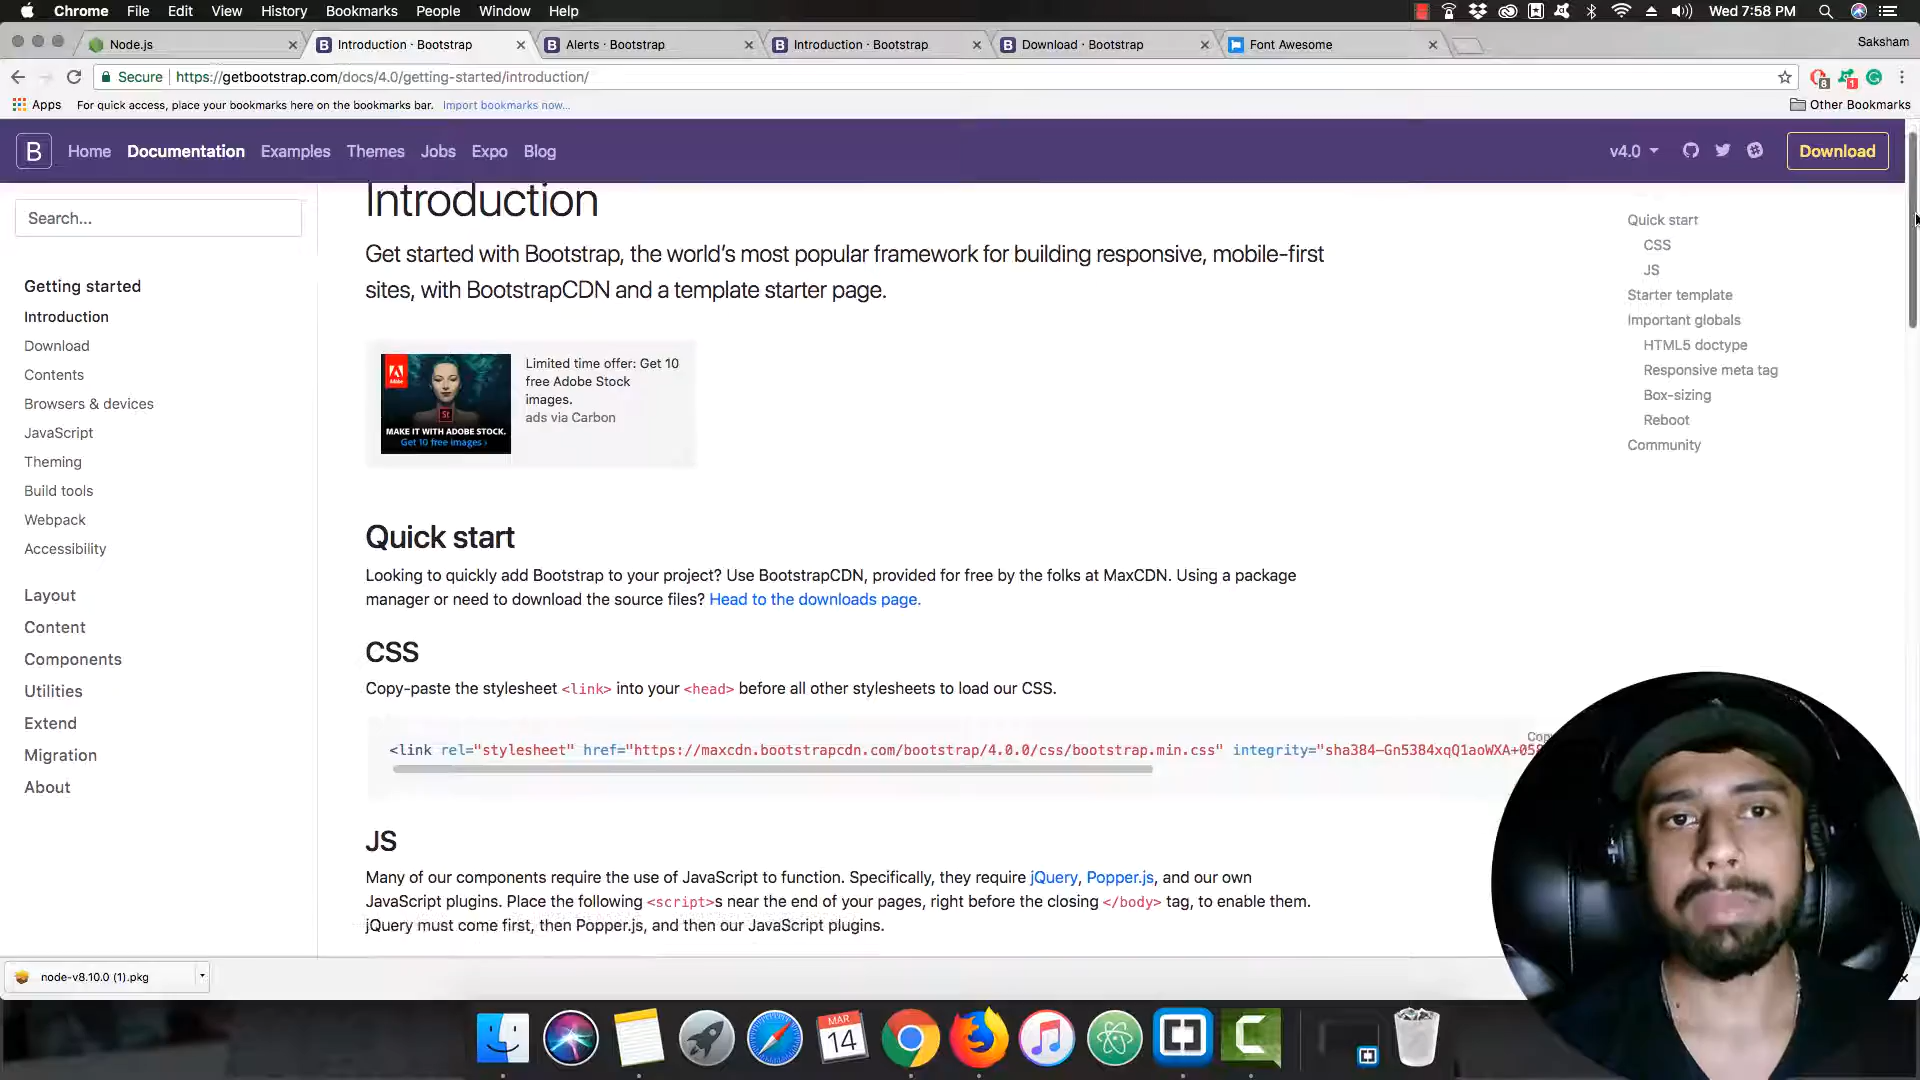 Chrome File Edit View History Bookmarks People Window Help Wed 7:58 PM
Node.js Introduction · Bootstrap Alerts · Bootstrap Introduction · Bootstrap Download · Bootstrap Font Awesome Saksham
Secure https://getbootstrap.com/docs/4.0/getting-started/introduction/
Apps For quick access, place your bookmarks here on the bookmarks bar. Import bookmarks now... Other Bookmarks
B Home Documentation Examples Themes Jobs Expo Blog v4.0 Download
Search...
Getting started
Introduction
Download
Contents
Browsers & devices
JavaScript
Theming
Build tools
Webpack
Accessibility
Layout
Content
Components
Utilities
Extend
Migration
About
Introduction
Get started with Bootstrap, the world’s most popular framework for building responsive, mobile-first
sites, with BootstrapCDN and a template starter page.
Adobe
St
MAKE IT WITH ADOBE STOCK.
Get 10 free images ›
Limited time offer: Get 10
free Adobe Stock
images.
ads via Carbon
Quick start
Looking to quickly add Bootstrap to your project? Use BootstrapCDN, provided for free by the folks at MaxCDN. Using a package
manager or need to download the source files? Head to the downloads page.
CSS
Copy-paste the stylesheet <link> into your <head> before all other stylesheets to load our CSS.
<link rel="stylesheet" href="https://maxcdn.bootstrapcdn.com/bootstrap/4.0.0/css/bootstrap.min.css" integrity="sha384-Gn5384xqQ1aoWXA+058
JS
Many of our components require the use of JavaScript to function. Specifically, they require jQuery, Popper.js, and our own
JavaScript plugins. Place the following <script>s near the end of your pages, right before the closing </body> tag, to enable them.
jQuery must come first, then Popper.js, and then our JavaScript plugins.
Quick start
CSS
JS
Starter template
Important globals
HTML5 doctype
Responsive meta tag
Box-sizing
Reboot
Community
node-v8.10.0 (1).pkg
MAR
14